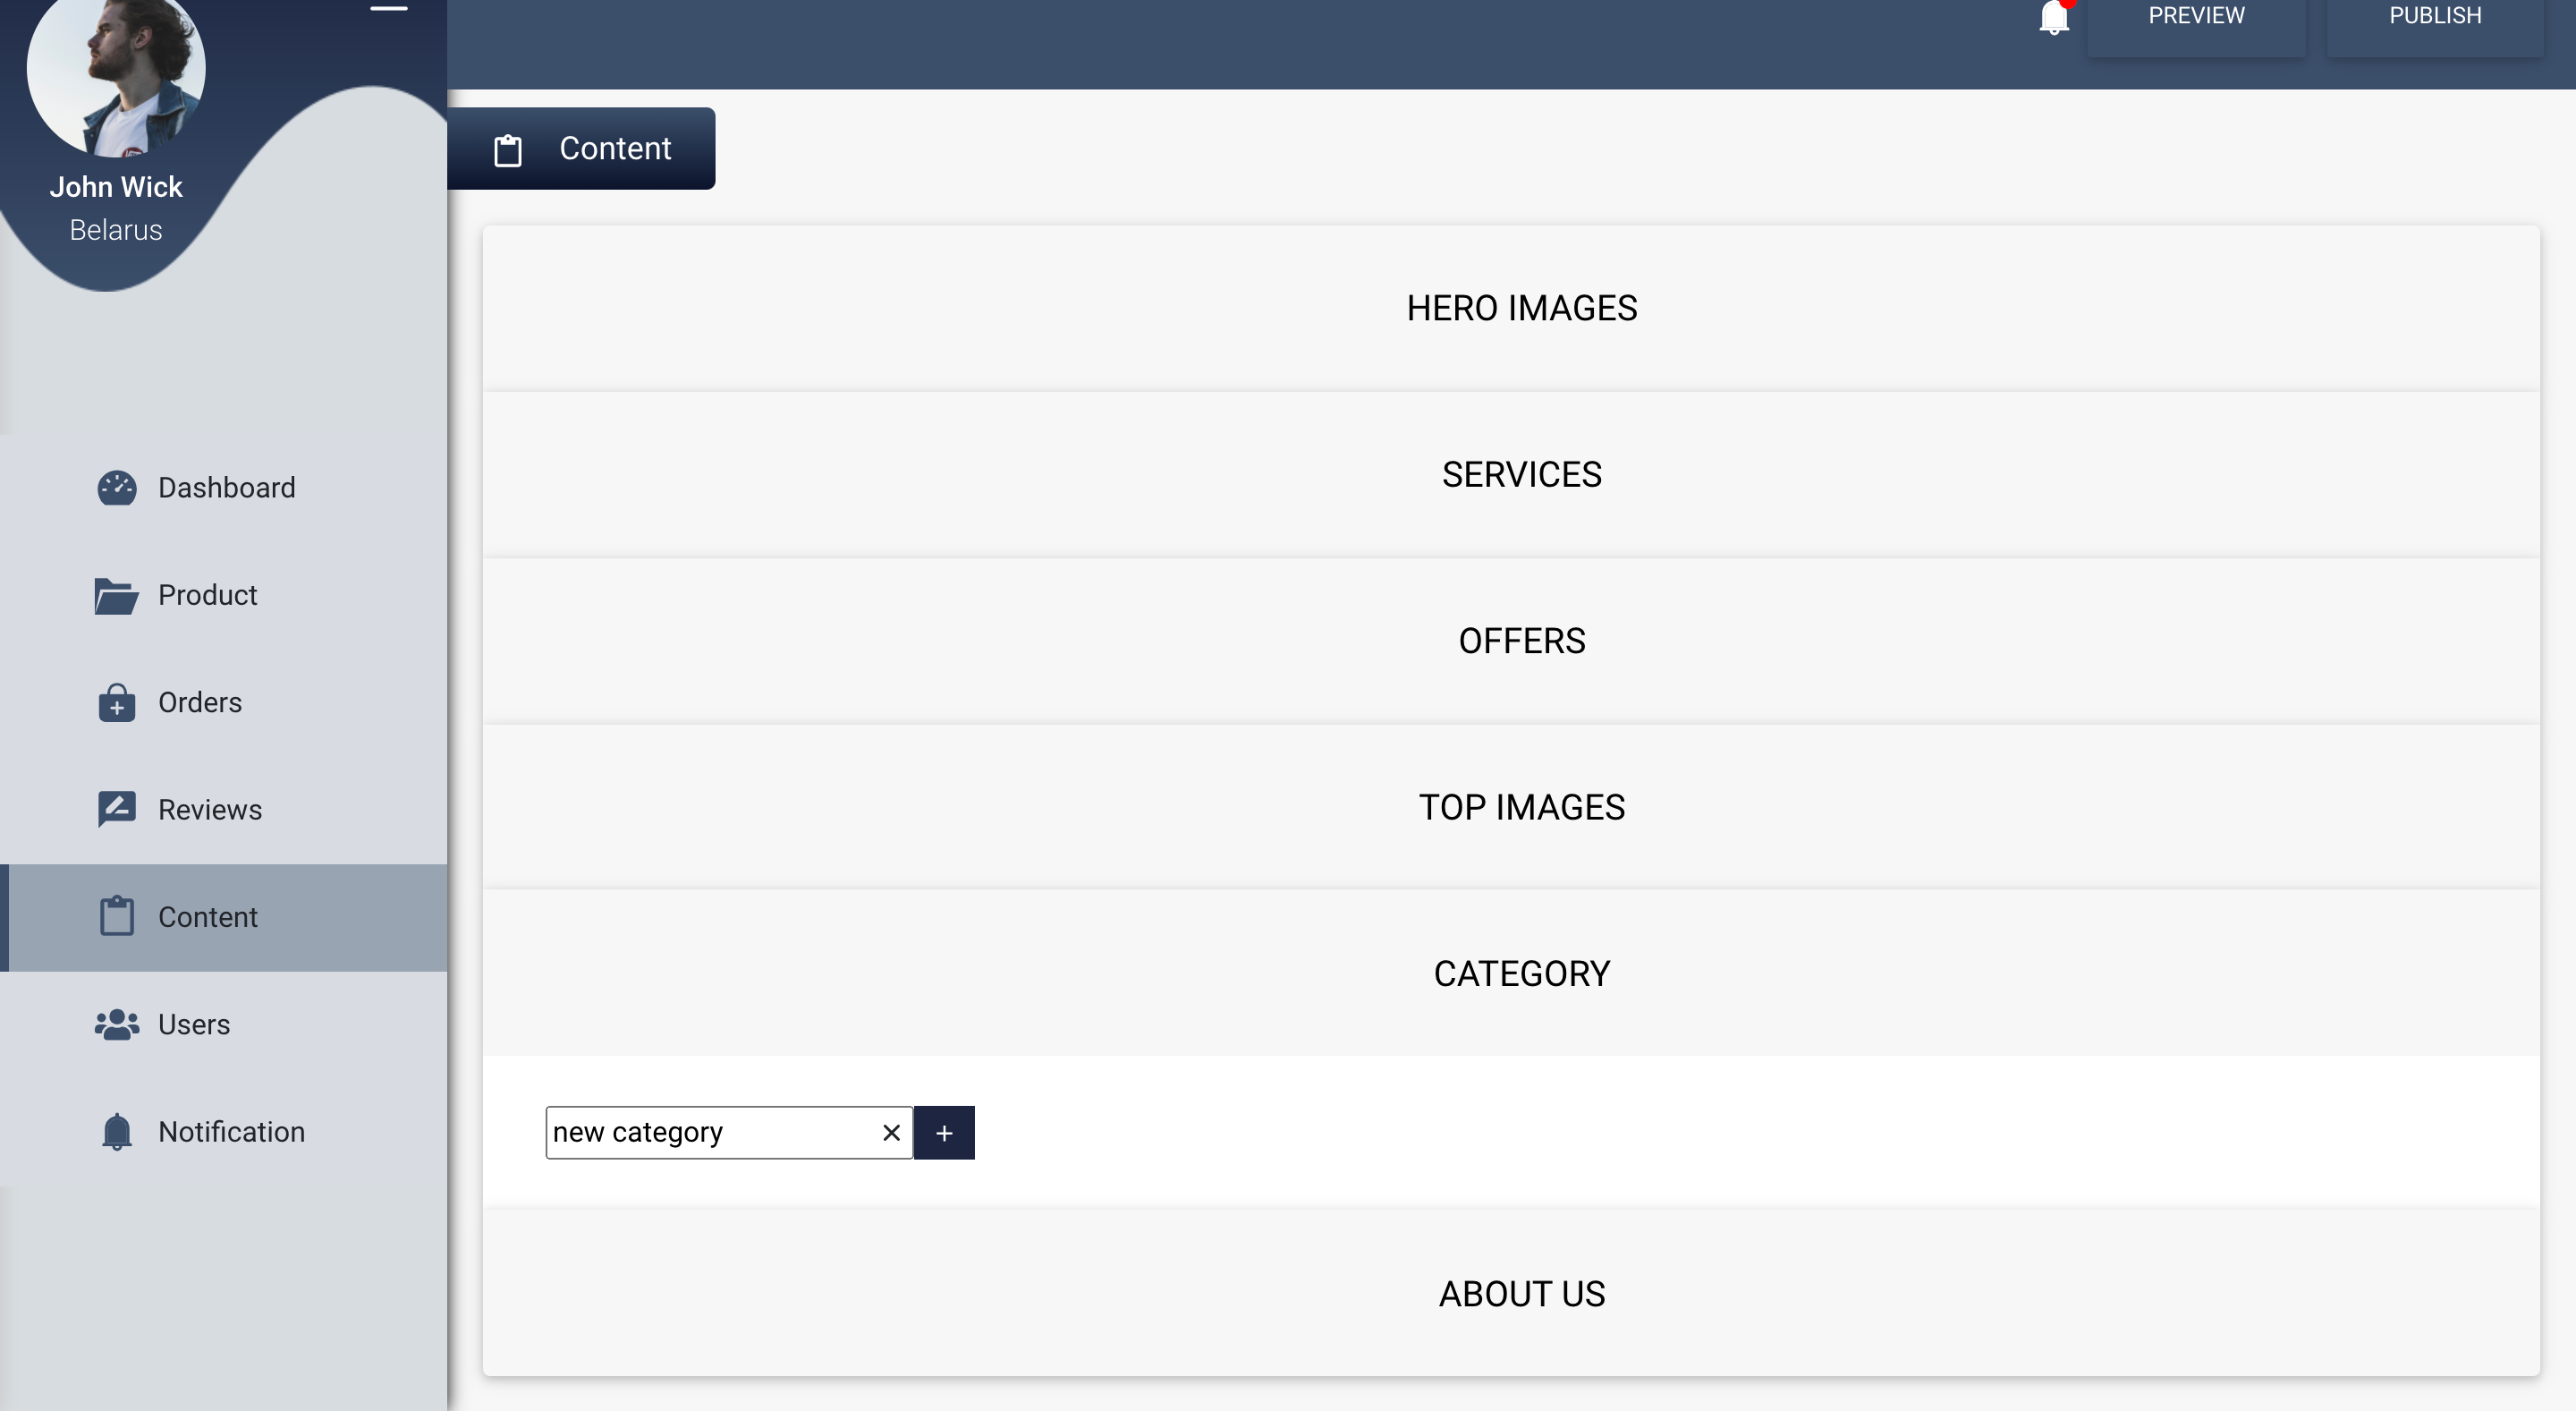 PREVIEW
PUBLISH
John Wick
Belarus
Content
Dashboard
Product
Orders
Reviews
Content
Users
Notification
HERO IMAGES
SERVICES
OFFERS
TOP IMAGES
CATEGORY
new category
ABOUT US